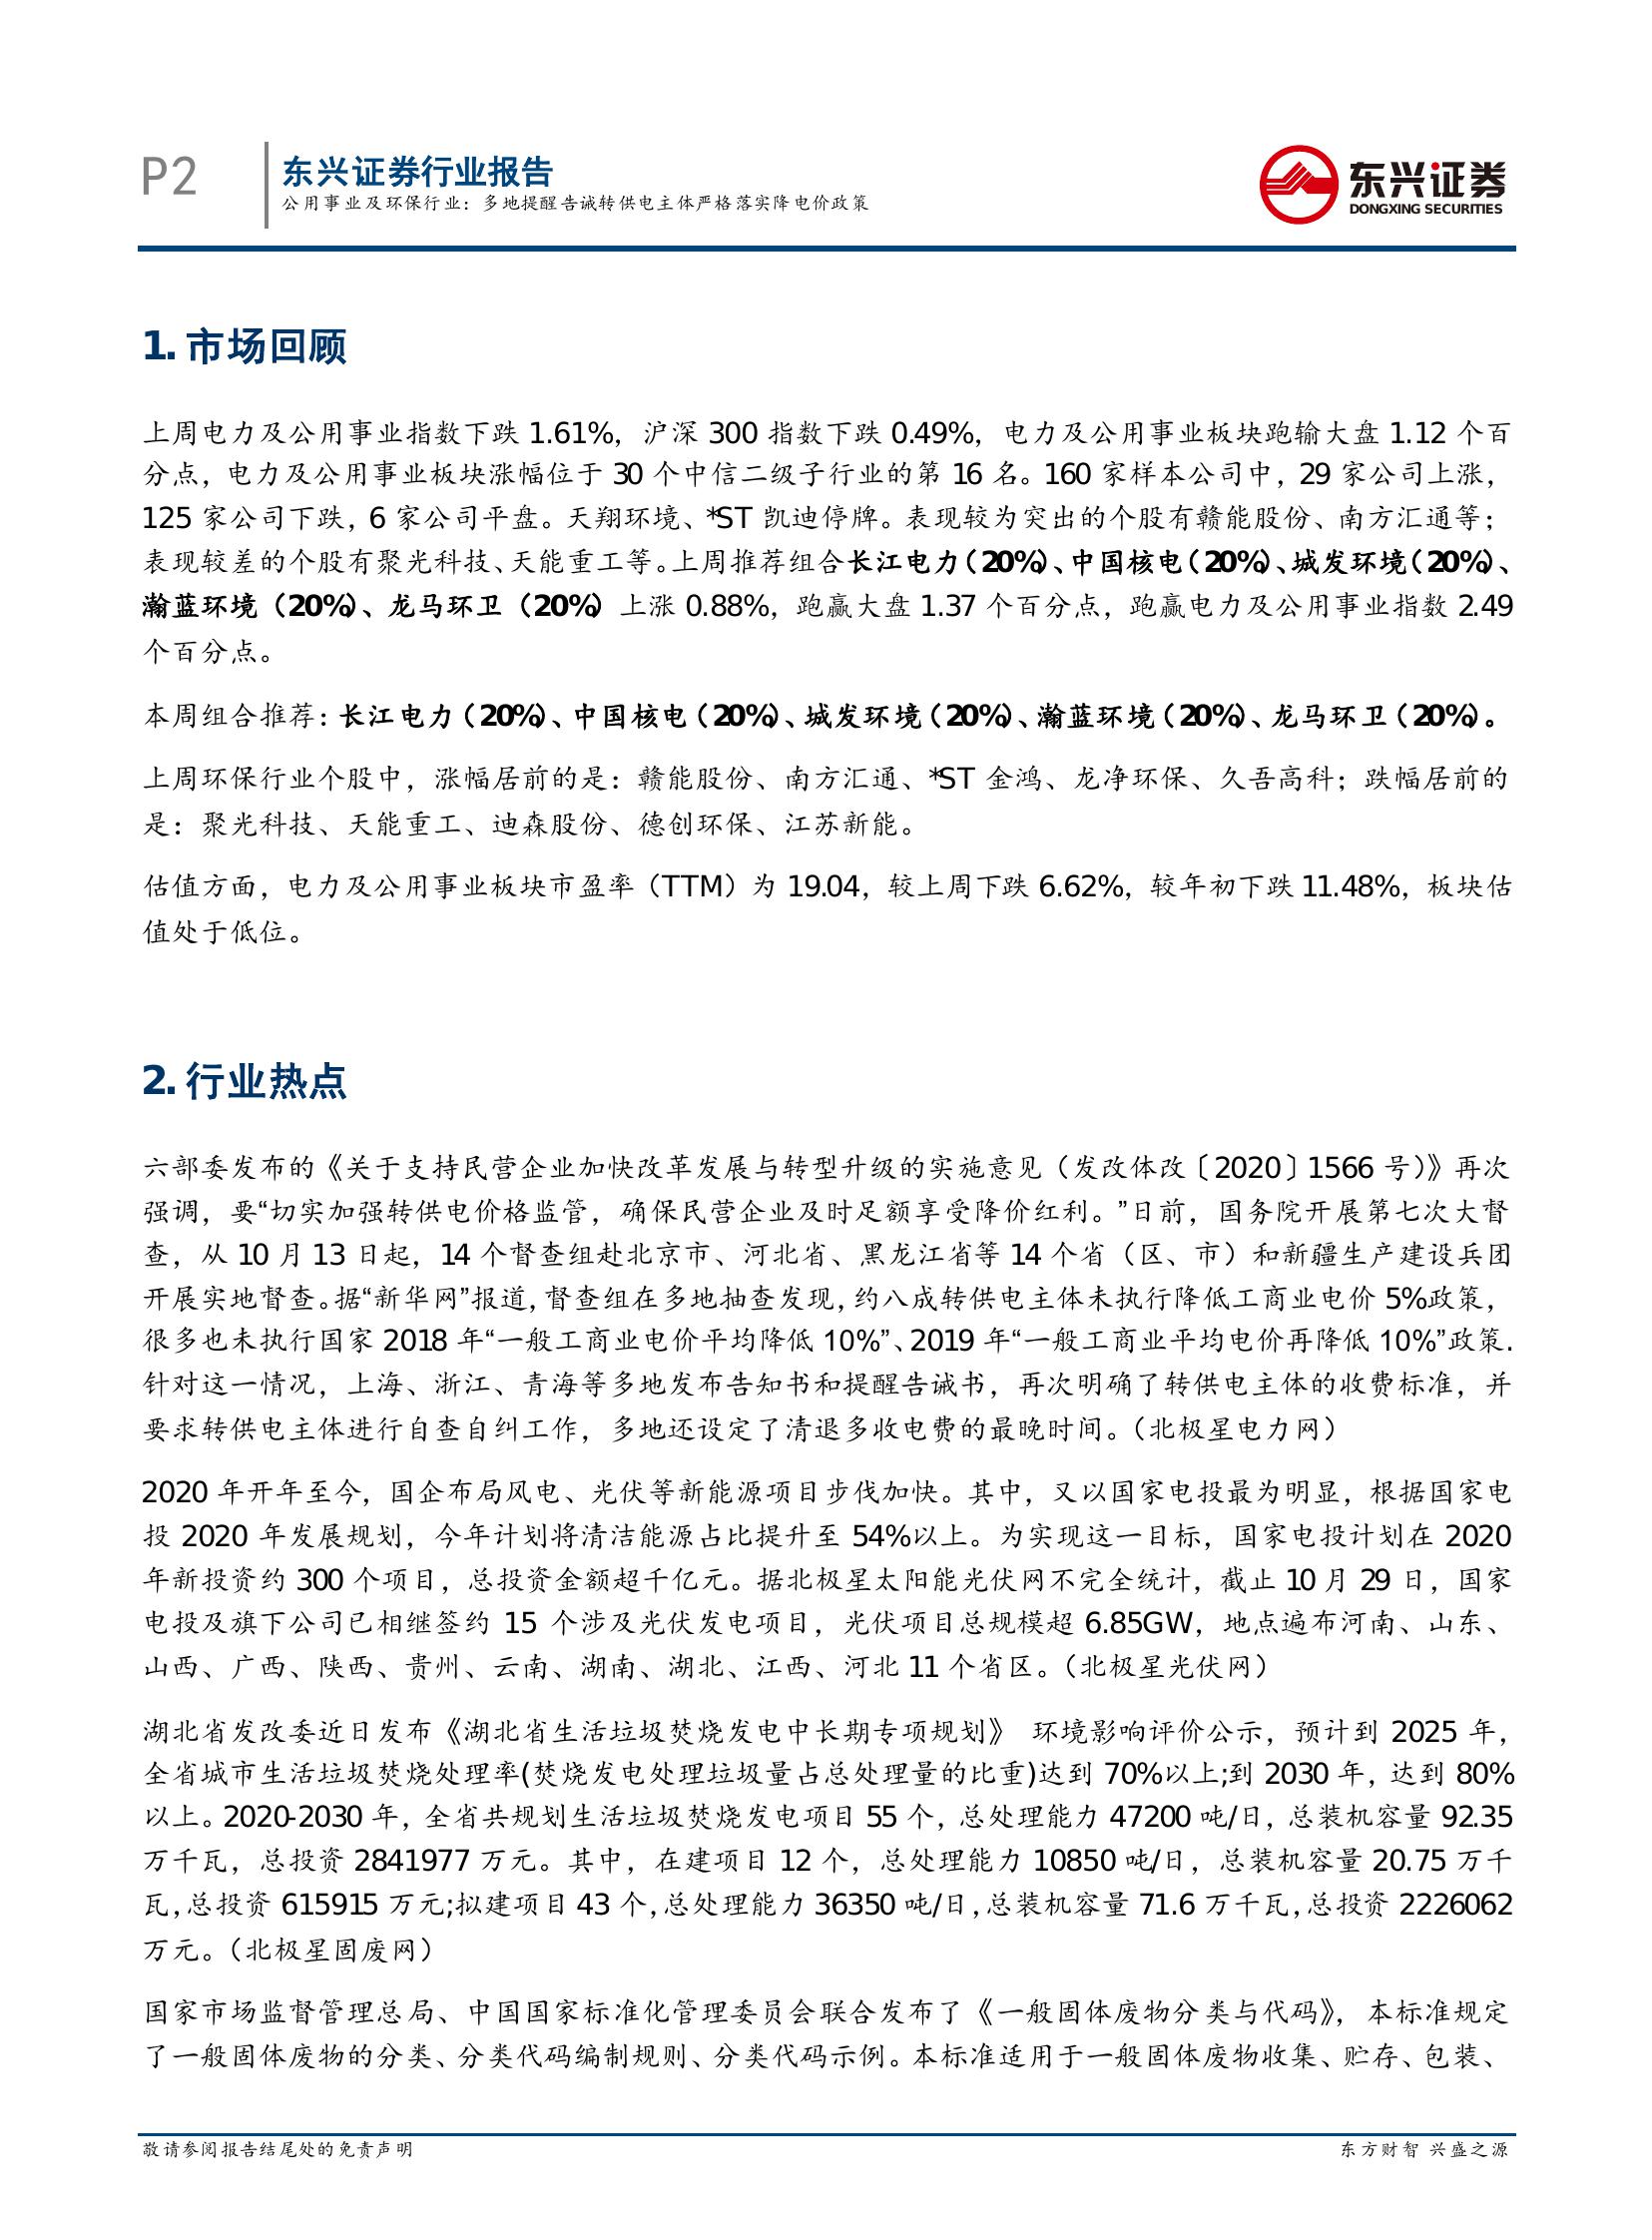 P2
东兴证券行业报告
公用事业及环保行业：多地提醒告诫转供电主体严格落实降电价政策
东兴证券
DONGXING SECURITIES
1. 市场回顾
上周电力及公用事业指数下跌 1.61%，沪深 300 指数下跌 0.49%，电力及公用事业板块跑输大盘 1.12 个百
分点，电力及公用事业板块涨幅位于 30 个中信二级子行业的第 16 名。160 家样本公司中，29 家公司上涨，
125 家公司下跌，6 家公司平盘。天翔环境、*ST 凯迪停牌。表现较为突出的个股有赣能股份、南方汇通等；
表现较差的个股有聚光科技、天能重工等。上周推荐组合长江电力（20%）、中国核电（20%）、城发环境（20%）、
瀚蓝环境（20%）、龙马环卫（20%）上涨 0.88%，跑赢大盘 1.37 个百分点，跑赢电力及公用事业指数 2.49
个百分点。
本周组合推荐：长江电力（20%）、中国核电（20%）、城发环境（20%）、瀚蓝环境（20%）、龙马环卫（20%）。
上周环保行业个股中，涨幅居前的是：赣能股份、南方汇通、*ST 金鸿、龙净环保、久吾高科；跌幅居前的
是：聚光科技、天能重工、迪森股份、德创环保、江苏新能。
估值方面，电力及公用事业板块市盈率（TTM）为 19.04，较上周下跌 6.62%，较年初下跌 11.48%，板块估
值处于低位。
2. 行业热点
六部委发布的《关于支持民营企业加快改革发展与转型升级的实施意见（发改体改〔2020〕1566 号）》再次
强调，要“切实加强转供电价格监管，确保民营企业及时足额享受降价红利。”日前，国务院开展第七次大督
查，从 10 月 13 日起，14 个督查组赴北京市、河北省、黑龙江省等 14 个省（区、市）和新疆生产建设兵团
开展实地督查。据“新华网”报道，督查组在多地抽查发现，约八成转供电主体未执行降低工商业电价 5%政策，
很多也未执行国家 2018 年“一般工商业电价平均降低 10%”、2019 年“一般工商业平均电价再降低 10%”政策.
针对这一情况，上海、浙江、青海等多地发布告知书和提醒告诫书，再次明确了转供电主体的收费标准，并
要求转供电主体进行自查自纠工作，多地还设定了清退多收电费的最晚时间。（北极星电力网）
2020 年开年至今，国企布局风电、光伏等新能源项目步伐加快。其中，又以国家电投最为明显，根据国家电
投 2020 年发展规划，今年计划将清洁能源占比提升至 54%以上。为实现这一目标，国家电投计划在 2020
年新投资约 300 个项目，总投资金额超千亿元。据北极星太阳能光伏网不完全统计，截止 10 月 29 日，国家
电投及旗下公司已相继签约 15 个涉及光伏发电项目，光伏项目总规模超 6.85GW，地点遍布河南、山东、
山西、广西、陕西、贵州、云南、湖南、湖北、江西、河北 11 个省区。（北极星光伏网）
湖北省发改委近日发布《湖北省生活垃圾焚烧发电中长期专项规划》 环境影响评价公示，预计到 2025 年，
全省城市生活垃圾焚烧处理率(焚烧发电处理垃圾量占总处理量的比重)达到 70%以上;到 2030 年，达到 80%
以上。2020-2030 年，全省共规划生活垃圾焚烧发电项目 55 个，总处理能力 47200 吨/日，总装机容量 92.35
万千瓦，总投资 2841977 万元。其中，在建项目 12 个，总处理能力 10850 吨/日，总装机容量 20.75 万千
瓦，总投资 615915 万元;拟建项目 43 个，总处理能力 36350 吨/日，总装机容量 71.6 万千瓦，总投资 2226062
万元。（北极星固废网）
国家市场监督管理总局、中国国家标准化管理委员会联合发布了《一般固体废物分类与代码》，本标准规定
了一般固体废物的分类、分类代码编制规则、分类代码示例。本标准适用于一般固体废物收集、贮存、包装、
敬请参阅报告结尾处的免责声明
东方财智 兴盛之源